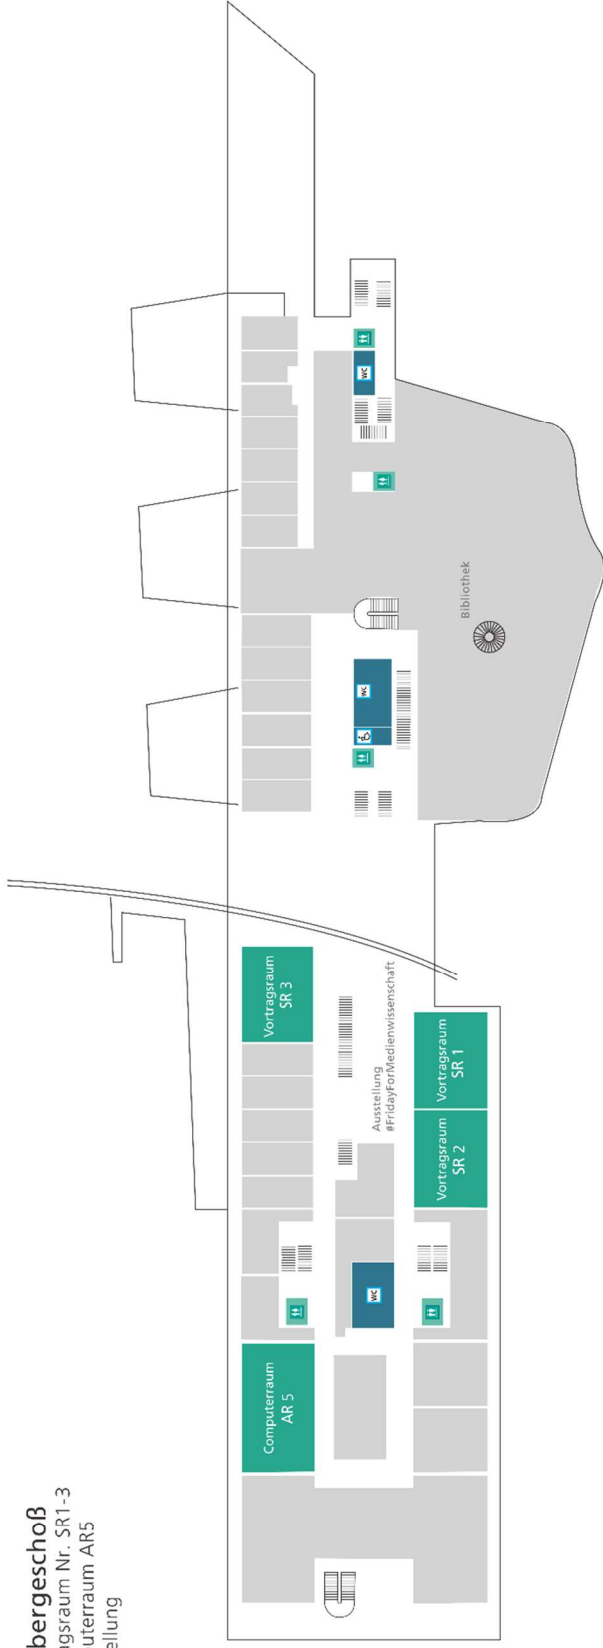 bergeschoß
gsraum Nr. SR1-3
uterraum AR5
ellung
Computerraum
AR 5
Vortragsraum
SR 3
WC
Ausstellung
#FridayForMedienwissenschaft
Vortragsraum
SR 2
Vortragsraum
SR 1
WC
WC
Bibliothek